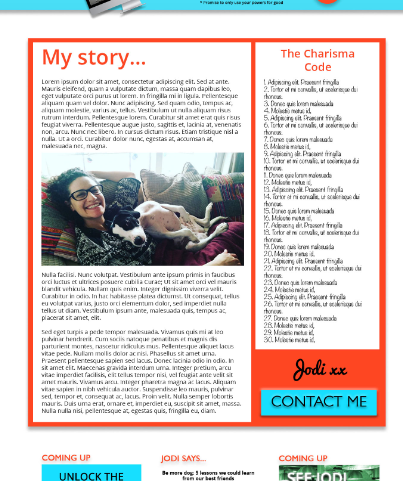 * Promise to only use your powers for good
My story...
Lorem ipsum dolor sit amet, consectetur adipiscing elit. Sed at ante.
Mauris eleifend, quam a vulputate dictum, massa quam dapibus leo,
eget vulputate orci purus ut lorem. In fringilla mi in ligula. Pellentesque
aliquam quam vel dolor. Nunc adipiscing. Sed quam odio, tempus ac,
aliquam molestie, varius ac, tellus. Vestibulum ut nulla aliquam risus
rutrum interdum. Pellentesque lorem. Curabitur sit amet erat quis risus
feugiat viverra. Pellentesque augue justo, sagittis et, lacinia at, venenatis
non, arcu. Nunc nec libero. In cursus dictum risus. Etiam tristique nisl a
nulla. Ut a orci. Curabitur dolor nunc, egestas at, accumsan at,
malesuada nec, magna.
Nulla facilisi. Nunc volutpat. Vestibulum ante ipsum primis in faucibus
orci luctus et ultrices posuere cubilia Curae; Ut sit amet orci vel mauris
blandit vehicula. Nullam quis enim. Integer dignissim viverra velit.
Curabitur in odio. In hac habitasse platea dictumst. Ut consequat, tellus
eu volutpat varius, justo orci elementum dolor, sed imperdiet nulla
tellus ut diam. Vestibulum ipsum ante, malesuada quis, tempus ac,
placerat sit amet, elit.
Sed eget turpis a pede tempor malesuada. Vivamus quis mi at leo
pulvinar hendrerit. Cum sociis natoque penatibus et magnis dis
parturient montes, nascetur ridiculus mus. Pellentesque aliquet lacus
vitae pede. Nullam mollis dolor ac nisi. Phasellus sit amet urna.
Praesent pellentesque sapien sed lacus. Donec lacinia odio in odio. In
sit amet elit. Maecenas gravida interdum urna. Integer pretium, arcu
vitae imperdiet facilisis, elit tellus tempor nisi, vel feugiat ante velit sit
amet mauris. Vivamus arcu. Integer pharetra magna ac lacus. Aliquam
vitae sapien in nibh vehicula auctor. Suspendisse leo mauris, pulvinar
sed, tempor et, consequat ac, lacus. Proin velit. Nulla semper lobortis
mauris. Duis urna erat, ornare et, imperdiet eu, suscipit sit amet, massa.
Nulla nulla nisi, pellentesque at, egestas quis, fringilla eu, diam.
The Charisma
Code
1. Adipiscing elit. Praesent fringilla
2. Tortor et mi convallis, ut scelerisque dui
rhoncus.
3. Donec quis lorem malesuada
4. Molestie metus id,
5. Adipiscing elit. Praesent fringilla
6. Tortor et mi convallis, ut scelerisque dui
rhoncus.
7. Donec quis lorem malesuada
8. Molestie metus id,
9. Adipiscing elit. Praesent fringilla
10. Tortor et mi convallis, ut scelerisque dui
rhoncus.
11. Donec quis lorem malesuada
12. Molestie metus id,
13. Adipiscing elit. Praesent fringilla
14. Tortor et mi convallis, ut scelerisque dui
rhoncus.
15. Donec quis lorem malesuada
16. Molestie metus id,
17. Adipiscing elit. Praesent fringilla
18. Tortor et mi convallis, ut scelerisque dui
rhoncus.
19. Donec quis lorem malesuada
20. Molestie metus id,
21. Adipiscing elit. Praesent fringilla
22. Tortor et mi convallis, ut scelerisque dui
rhoncus.
23. Donec quis lorem malesuada
24. Molestie metus id,
25. Adipiscing elit. Praesent fringilla
26. Tortor et mi convallis, ut scelerisque dui
rhoncus.
27. Donec quis lorem malesuada
28. Molestie metus id,
29. Molestie metus id,
30. Molestie metus id,
Jodi xx
CONTACT ME
COMING UP
UNLOCK THE
JODI SAYS...
Be more dog: 5 lessons we could learn
from our best friends
COMING UP
SEE JODI